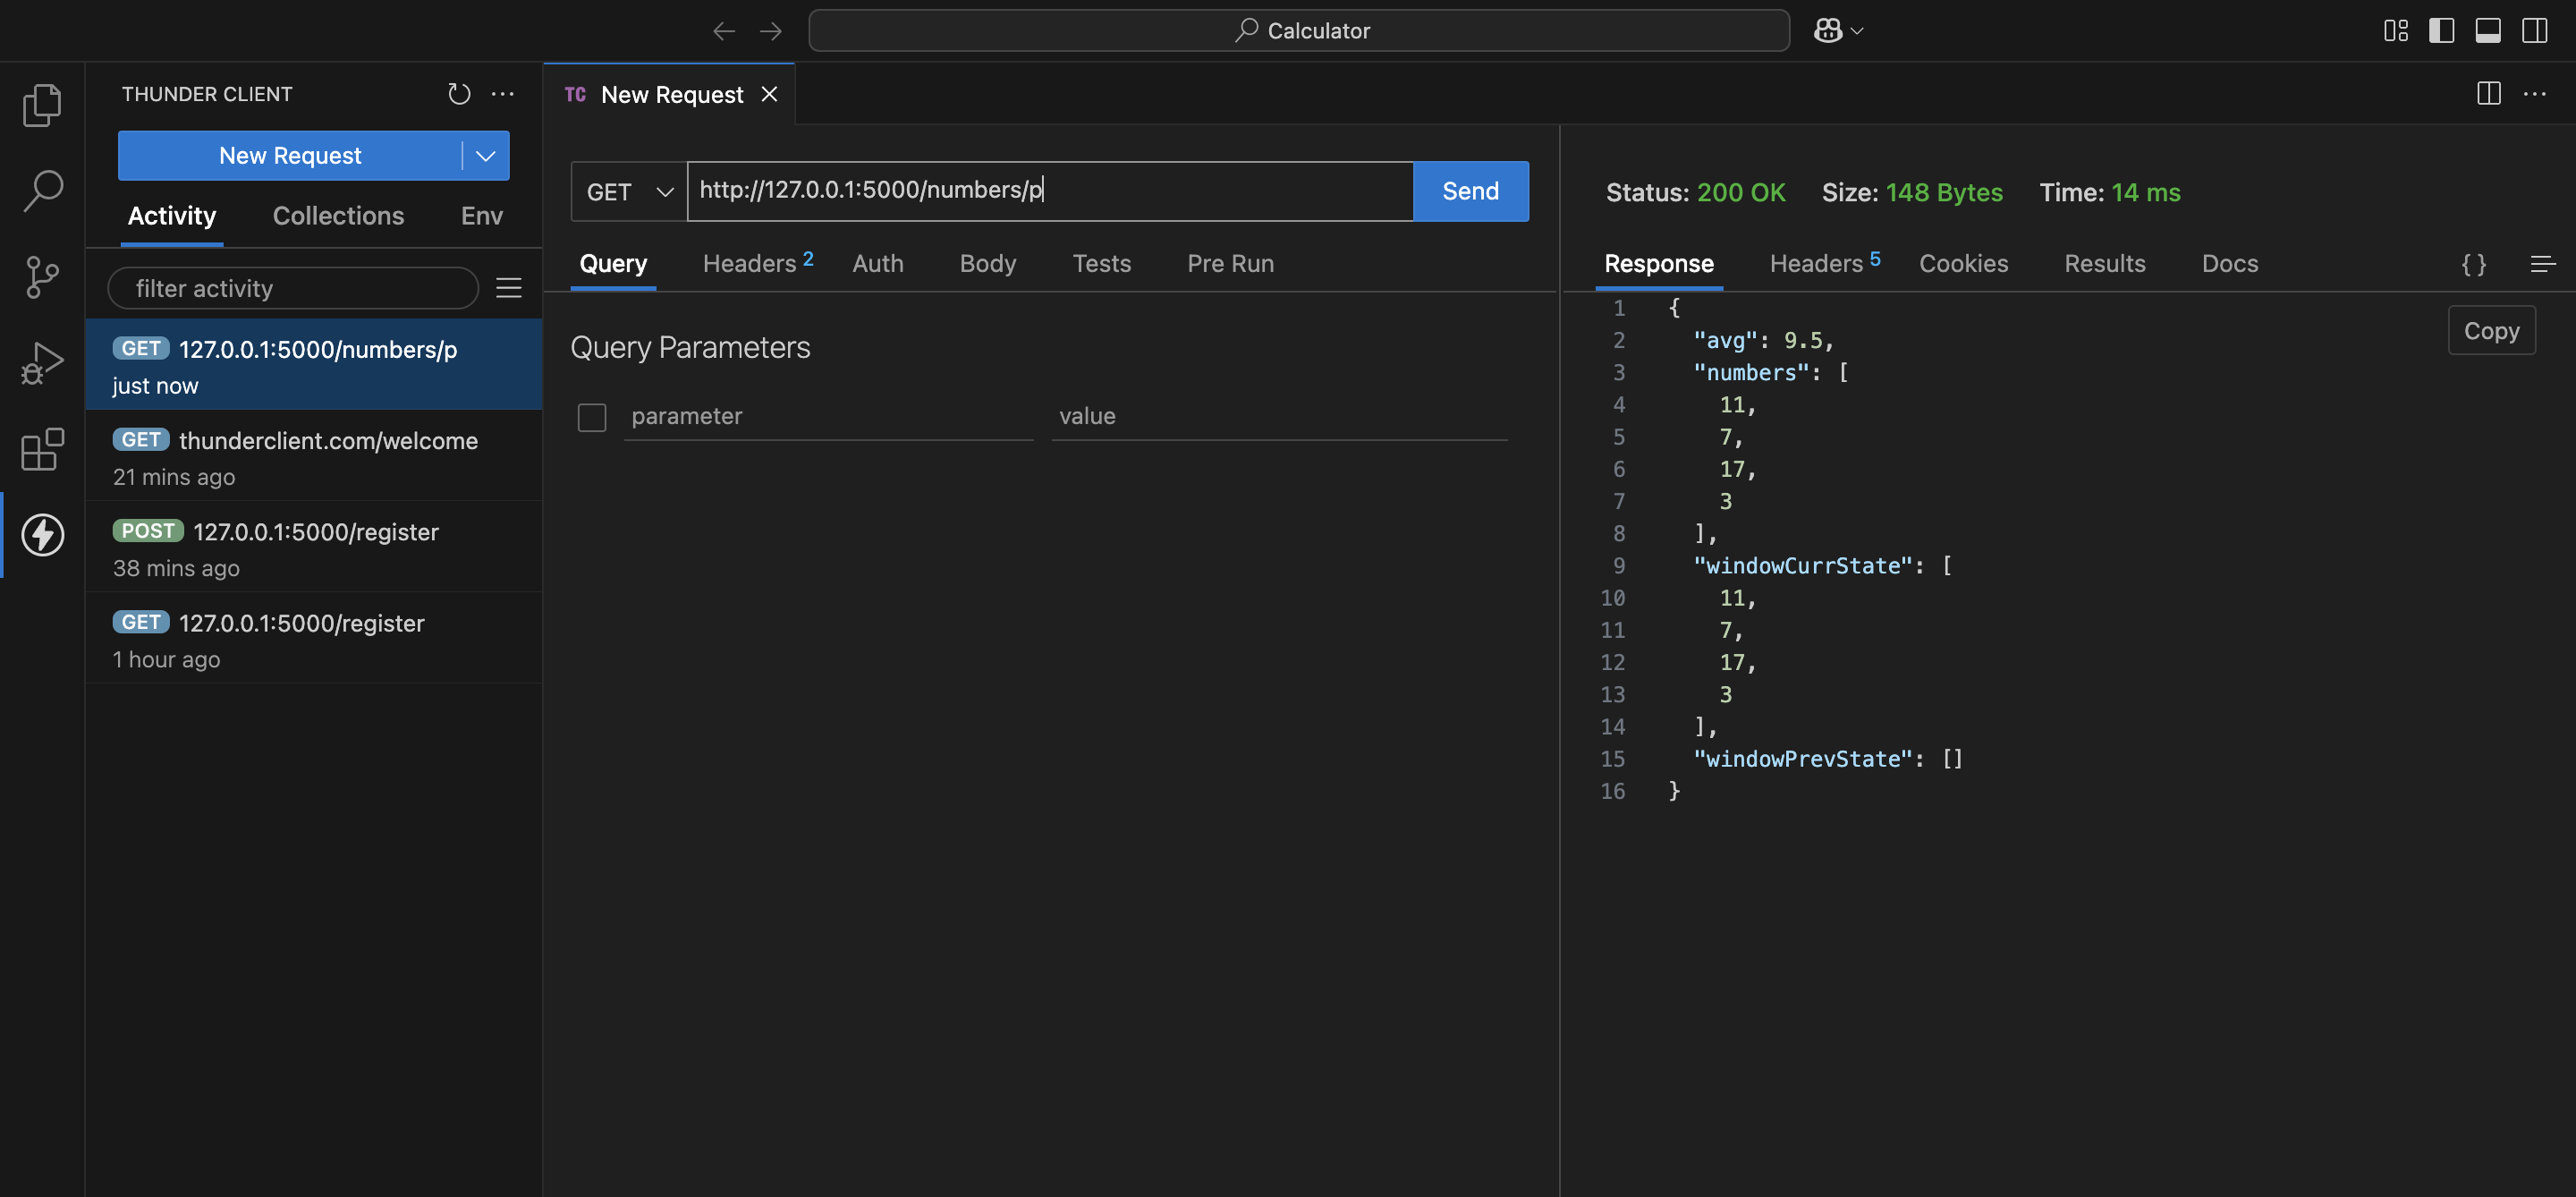 Calculator
THUNDER CLIENT
New Request
Activity Collections Env
filter activity
GET 127.0.0.1:5000/numbers/p
just now
GET thunderclient.com/welcome
21 mins ago
POST 127.0.0.1:5000/register
38 mins ago
GET 127.0.0.1:5000/register
1 hour ago
TC New Request
GET http://127.0.0.1:5000/numbers/p Send
Query Headers 2 Auth Body Tests Pre Run
Query Parameters
parameter value
Status: 200 OK Size: 148 Bytes Time: 14 ms
Response Headers 5 Cookies Results Docs { }
Copy
1 {
2 "avg": 9.5,
3 "numbers": [
4 11,
5 7,
6 17,
7 3
8 ],
9 "windowCurrState": [
10 11,
11 7,
12 17,
13 3
14 ],
15 "windowPrevState": []
16 }